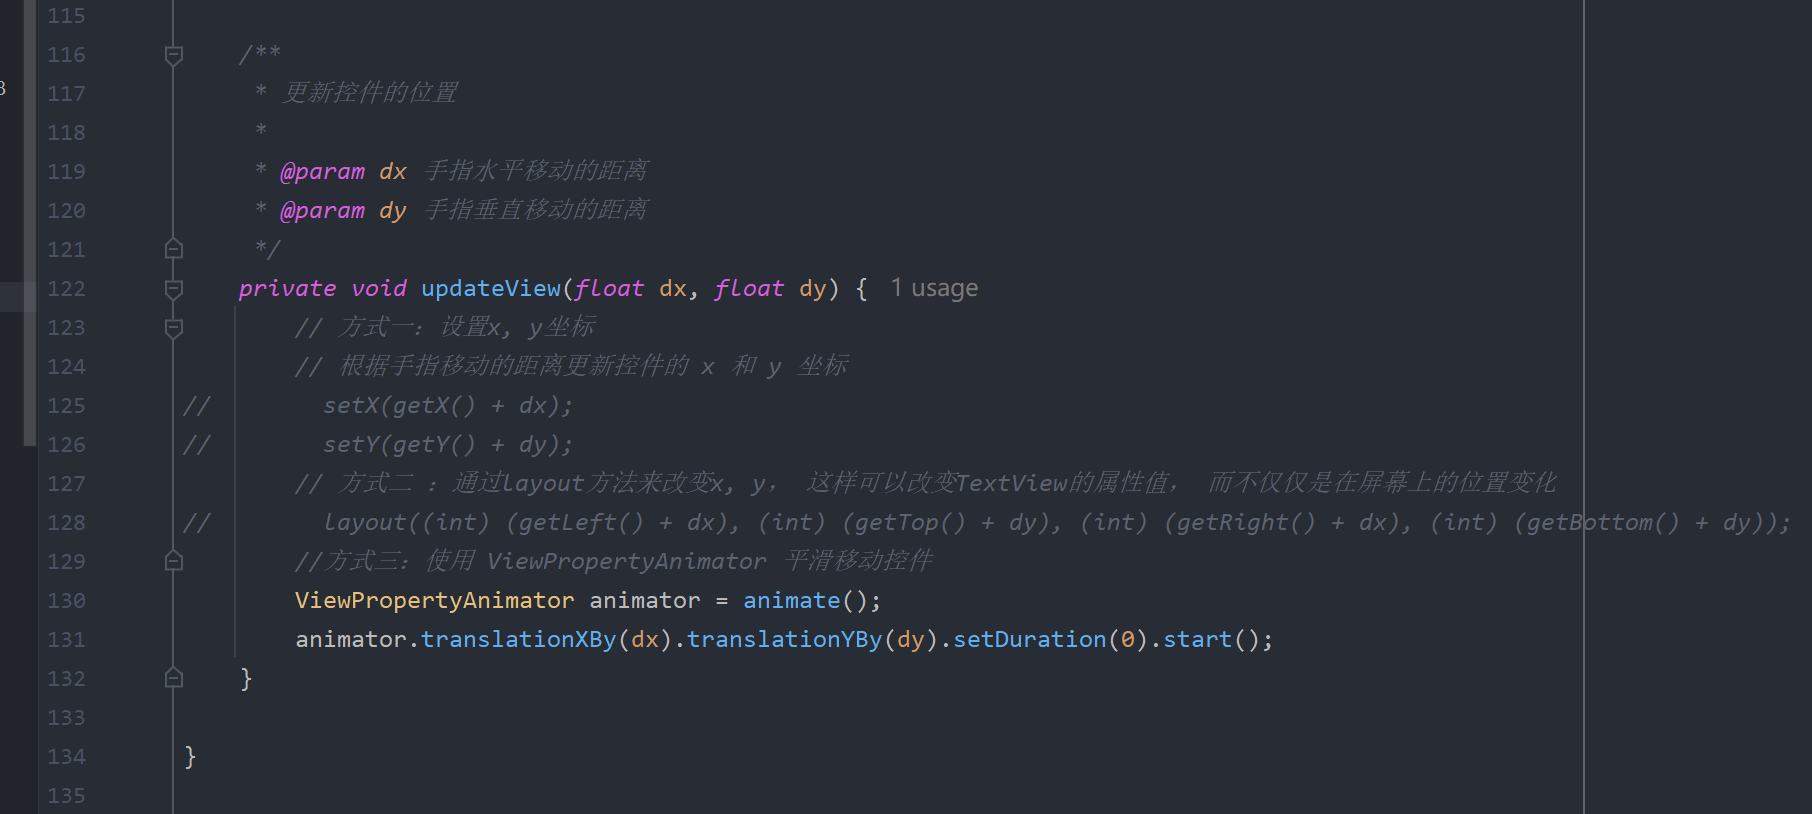 115
116 /**
3 117 * 更新控件的位置
118 *
119 * @param dx 手指水平移动的距离
120 * @param dy 手指垂直移动的距离
121 */
122 private void updateView(float dx, float dy) { 1 usage
123 // 方式一：设置x, y坐标
124 // 根据手指移动的距离更新控件的 x 和 y 坐标
125 // setX(getX() + dx);
126 // setY(getY() + dy);
127 // 方式二 ：通过layout方法来改变x, y， 这样可以改变TextView的属性值， 而不仅仅是在屏幕上的位置变化
128 // layout((int) (getLeft() + dx), (int) (getTop() + dy), (int) (getRight() + dx), (int) (getBottom() + dy));
129 //方式三：使用 ViewPropertyAnimator 平滑移动控件
130 ViewPropertyAnimator animator = animate();
131 animator.translationXBy(dx).translationYBy(dy).setDuration(0).start();
132 }
133
134 }
135